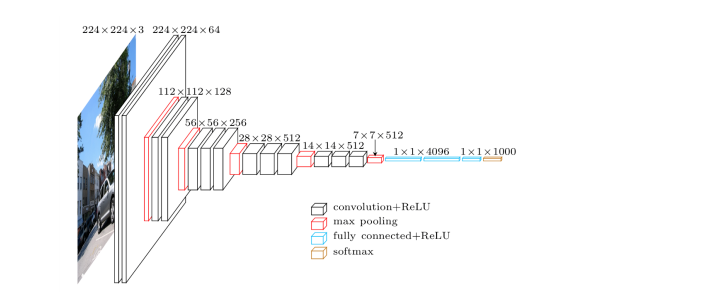 224×224×3
224×224×64
112×112×128
56×56×256
28×28×512
14×14×512
7×7×512
1×1×4096
1×1×1000
convolution+ReLU
max pooling
fully connected+ReLU
softmax